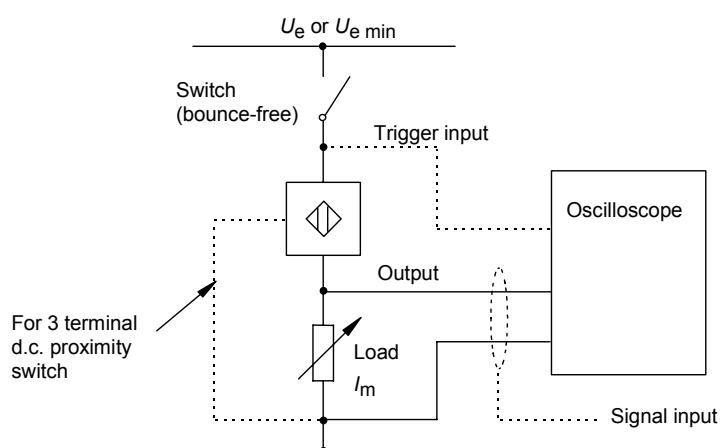 Ue or Ue min
Switch
(bounce-free)
Trigger input
Oscilloscope
Output
For 3 terminal
d.c. proximity
switch
Load
Im
Signal input